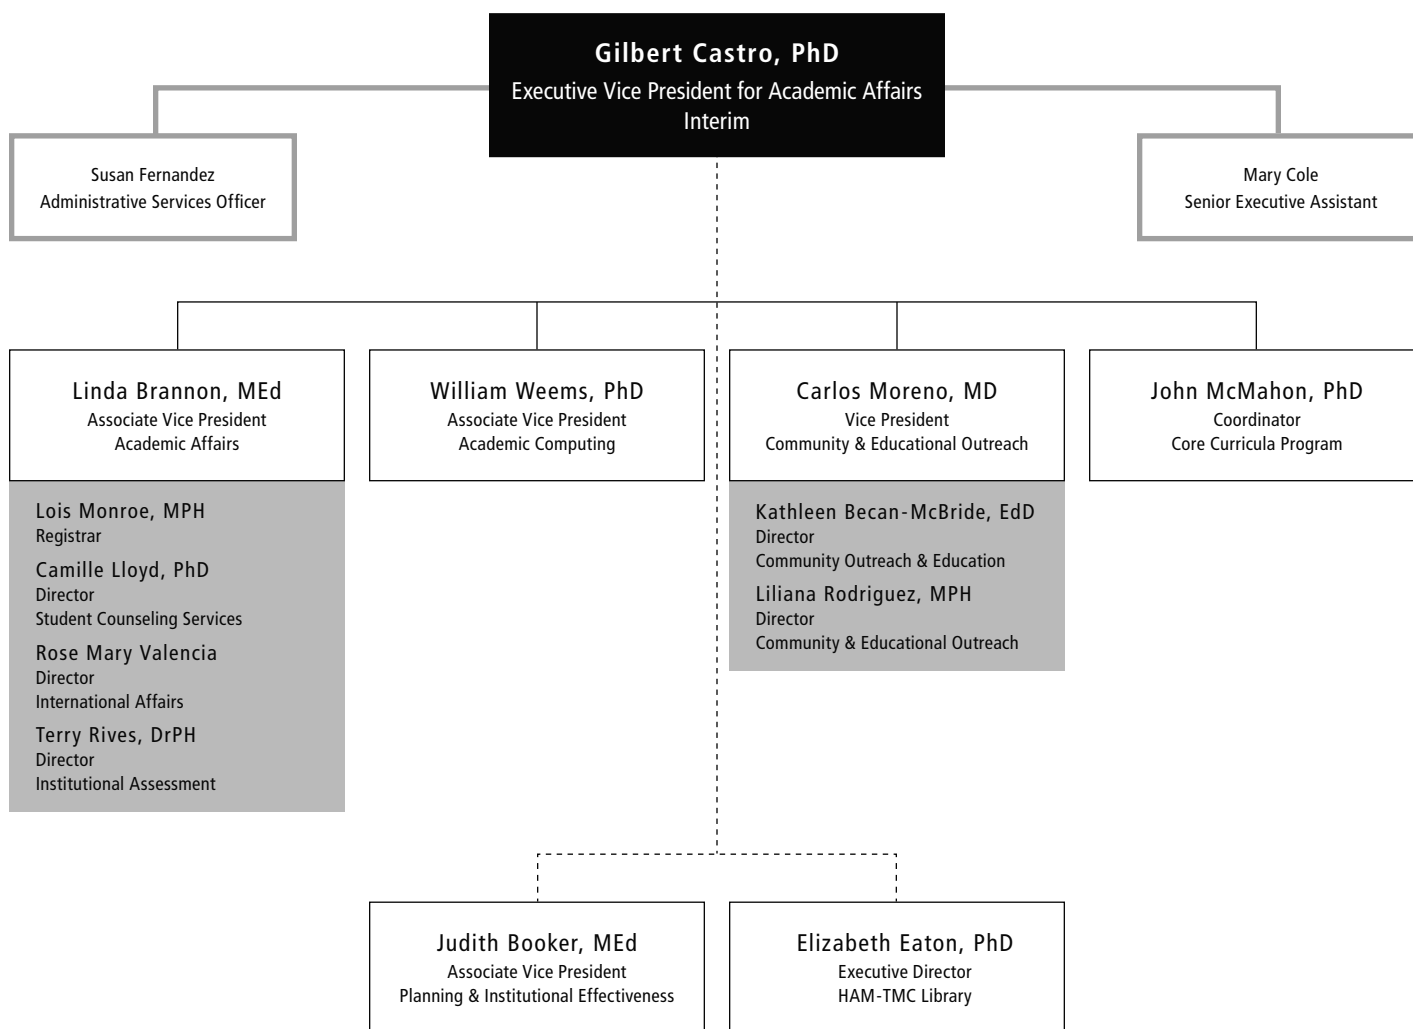 Gilbert Castro, PhD
Executive Vice President for Academic Affairs
Interim
Susan Fernandez
Administrative Services Officer
Mary Cole
Senior Executive Assistant
Linda Brannon, MEd
Associate Vice President
Academic Affairs
William Weems, PhD
Associate Vice President
Academic Computing
Carlos Moreno, MD
Vice President
Community & Educational Outreach
John McMahon, PhD
Coordinator
Core Curricula Program
Lois Monroe, MPH
Registrar
Camille Lloyd, PhD
Director
Student Counseling Services
Rose Mary Valencia
Director
International Affairs
Terry Rives, DrPH
Director
Institutional Assessment
Kathleen Becan-McBride, EdD
Director
Community Outreach & Education
Liliana Rodriguez, MPH
Director
Community & Educational Outreach
Judith Booker, MEd
Associate Vice President
Planning & Institutional Effectiveness
Elizabeth Eaton, PhD
Executive Director
HAM-TMC Library